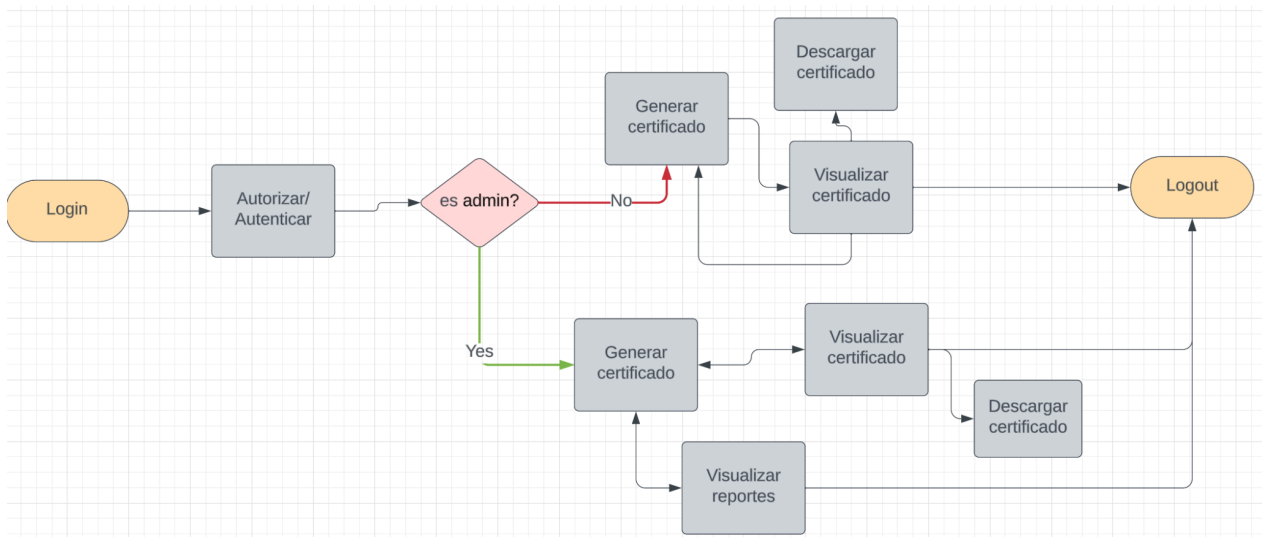 Descargar
certificado
Generar
certificado
Visualizar
certificado
Logout
Login
Autorizar/
Autenticar
es admin?
No
Yes
Generar
certificado
Visualizar
certificado
Descargar
certificado
Visualizar
reportes